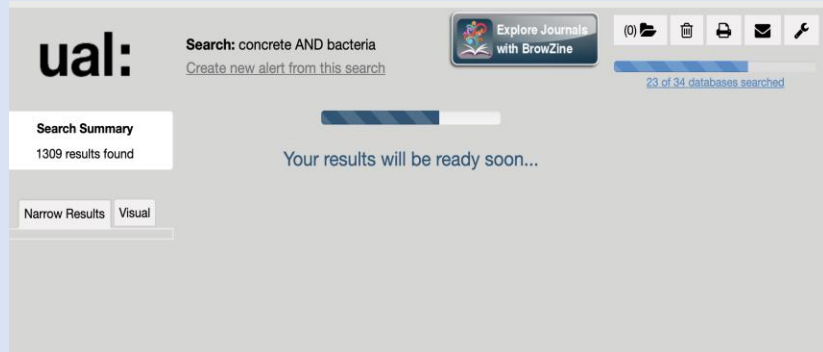 ual:
Search: concrete AND bacteria
Create new alert from this search
Explore Journals
with BrowZine
(0)
23 of 34 databases searched
Search Summary
1309 results found
Your results will be ready soon...
Narrow Results
Visual